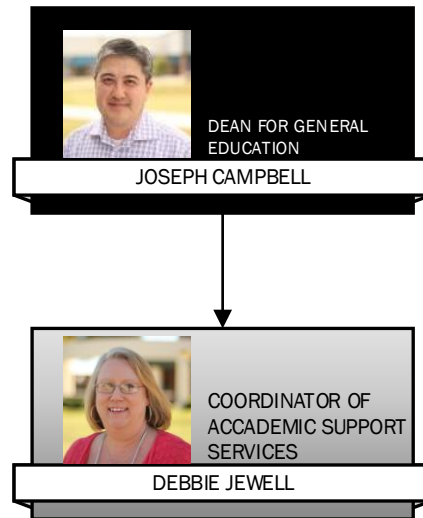 DEAN FOR GENERAL
EDUCATION
JOSEPH CAMPBELL
COORDINATOR OF
ACCADEMIC SUPPORT
SERVICES
DEBBIE JEWELL